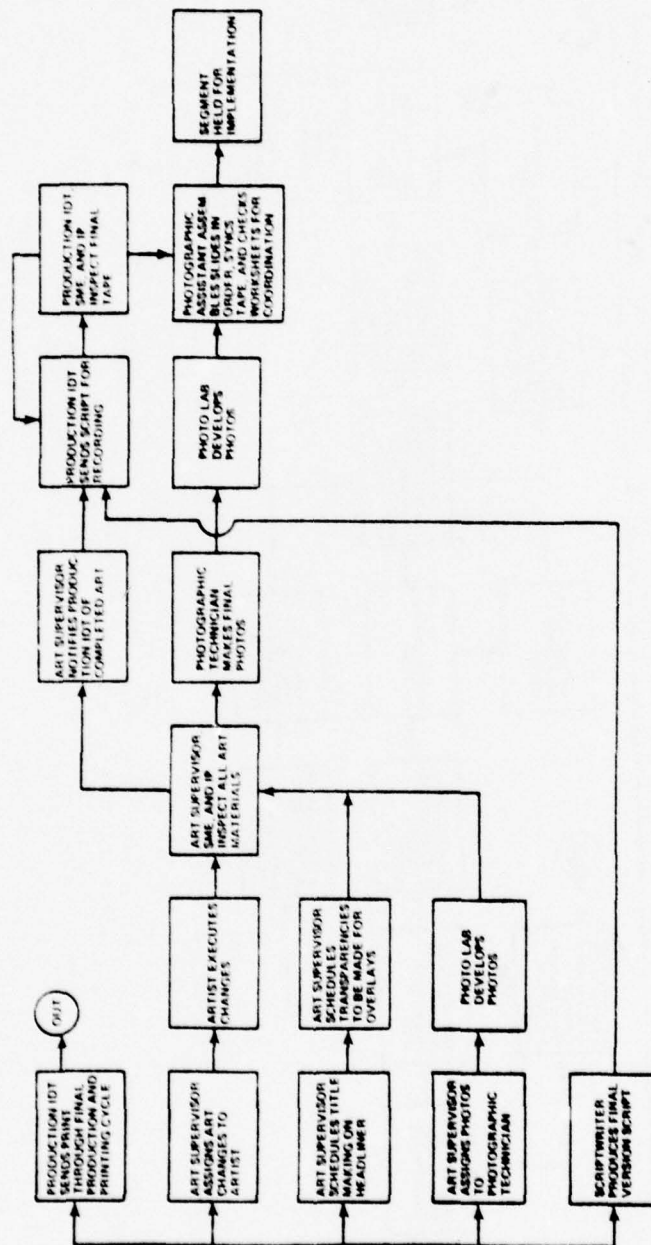 PRODUCTION IDT
SENDS PRINT
THROUGH FINAL
PRODUCTION AND
PRINTING CYCLE
OUT
ART SUPERVISOR
ASSIGNS ART
CHANGES TO
ARTIST
ARTIST EXECUTES
CHANGES
ART SUPERVISOR
SCHEDULES TITLE
MAKING ON
HEADLINER
ART SUPERVISOR
SCHEDULES
TRANSPARENCIES
TO BE MADE FOR
OVERLAYS
ART SUPERVISOR
ASSIGNS PHOTOS
TO
PHOTOGRAPHIC
TECHNICIAN
PHOTO LAB
DEVELOPS
PHOTOS
SCRIPTWRITER
PRODUCES FINAL
VERSION SCRIPT
ART SUPERVISOR
SME, AND IP
INSPECT ALL ART
MATERIALS
ART SUPERVISOR
NOTIFIES PRODUC
TION IDT OF
COMPLETED ART
PHOTOGRAPHIC
TECHNICIAN
MAKES FINAL
PHOTOS
PRODUCTION IDT
SENDS SCRIPT FOR
RECORDING
PHOTO LAB
DEVELOPS
PHOTOS
PRODUCTION IDT,
SME, AND IP
INSPECT FINAL
TAPE
PHOTOGRAPHIC
ASSISTANT ASSEM
BLES SLIDES IN
ORDER, SYNCS
TAPE, AND CHECKS
WORKSHEETS FOR
COORDINATION
SEGMENT
HELD FOR
IMPLEMENTATION